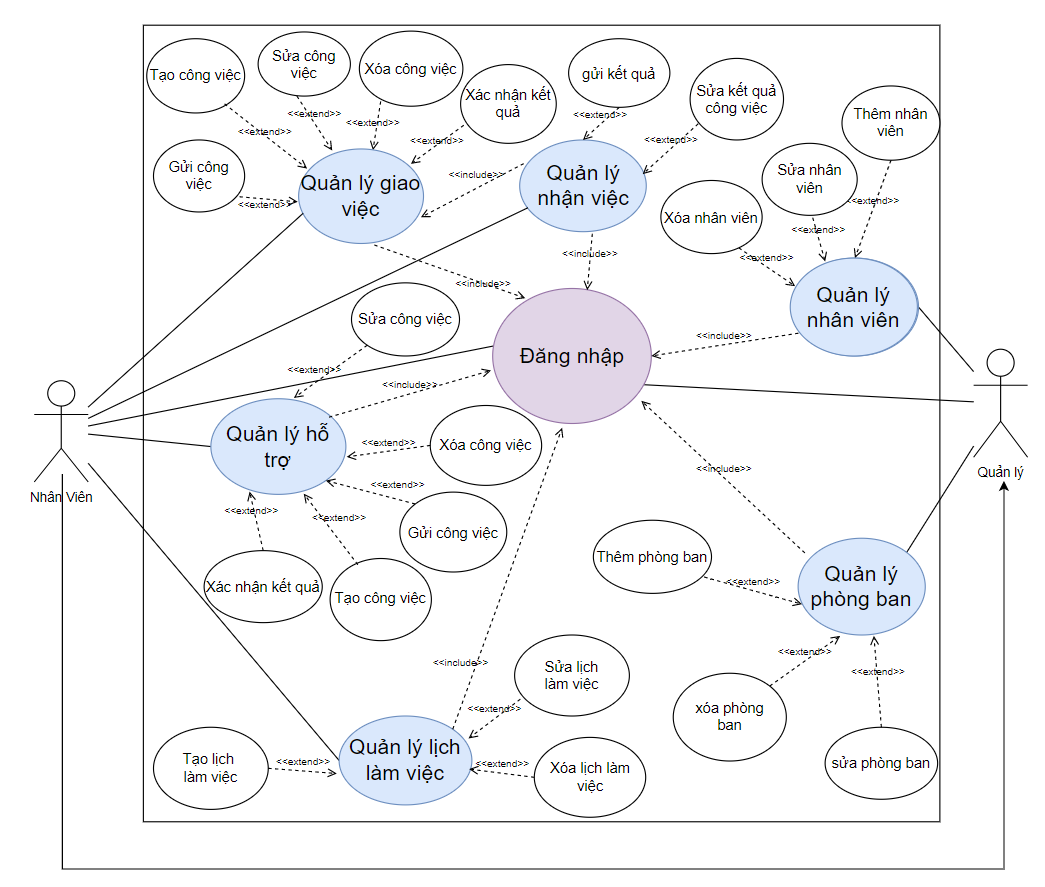 Tạo công việc
Sửa công
việc
Xóa công việc
Xác nhận kết
quả
gửi kết quả
Sửa kết quả
công việc
Thêm nhân
viên
<<extend>>
<<extend>>
<<extend>>
<<extend>>
<<extend>>
<<extend>>
Gửi công
việc
<<extend>>
Quản lý giao
việc
<<include>>
Quản lý
nhận việc
Sửa nhân
viên
<<extend>>
Xóa nhân viên
<<extend>>
<<extend>>
<<include>>
<<include>>
Quản lý
nhân viên
Sửa công việc
<<extend>>
<<include>>
Đăng nhập
<<include>>
Quản lý hỗ
trợ
<<extend>>
Xóa công việc
<<include>>
Nhân Viên
Quản lý
<<extend>>
<<extend>>
<<extend>>
Gửi công việc
Xác nhận kết quả
Tạo công việc
Thêm phòng ban
<<extend>>
Quản lý
phòng ban
<<include>>
<<extend>>
<<extend>>
Sửa lịch
làm việc
<<extend>>
xóa phòng
ban
sửa phòng ban
Tạo lịch
làm việc
<<extend>>
Quản lý lịch
làm việc
<<extend>>
Xóa lịch làm
việc